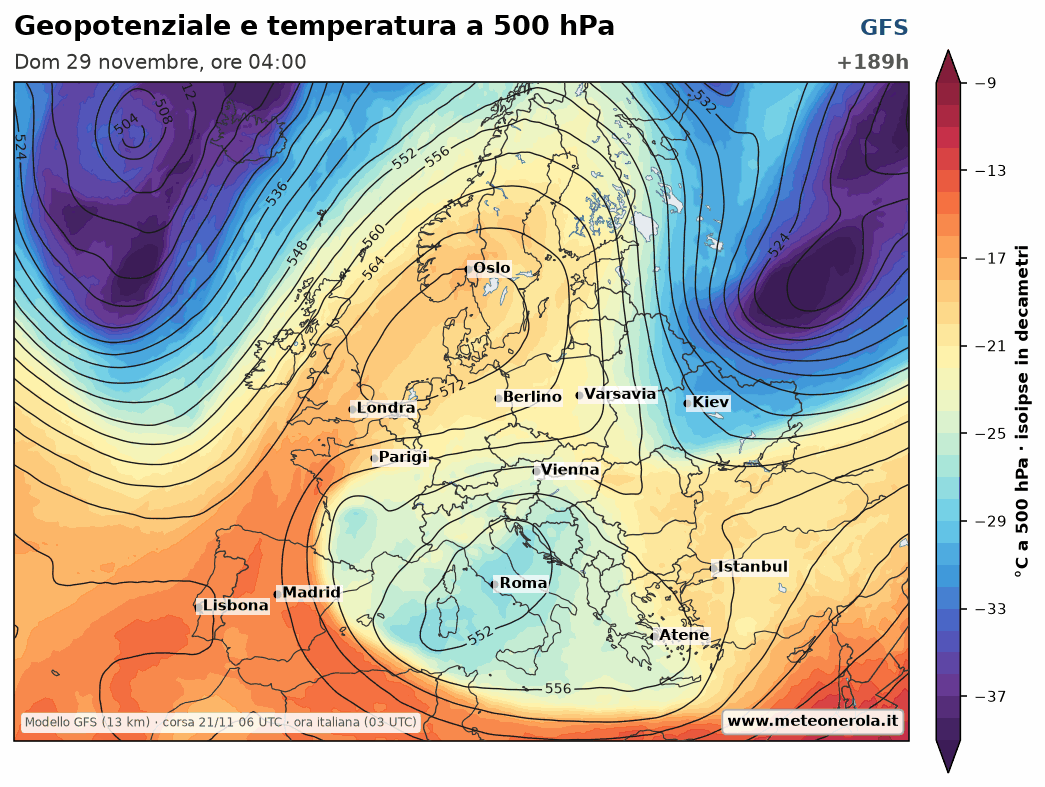 Geopotenziale e temperatura a 500 hPa
GFS
Dom 29 novembre, ore 04:00
+189h
504
508
12
524
536
548
552
556
560
564
532
524
572
552
556
Oslo
Londra
Berlino
Varsavia
Kiev
Parigi
Vienna
Madrid
Lisbona
Roma
Istanbul
Atene
Modello GFS (13 km) · corsa 21/11 06 UTC · ora italiana (03 UTC)
www.meteonerola.it
−9
−13
−17
−21
−25
−29
−33
−37
°C a 500 hPa · isoipse in decametri